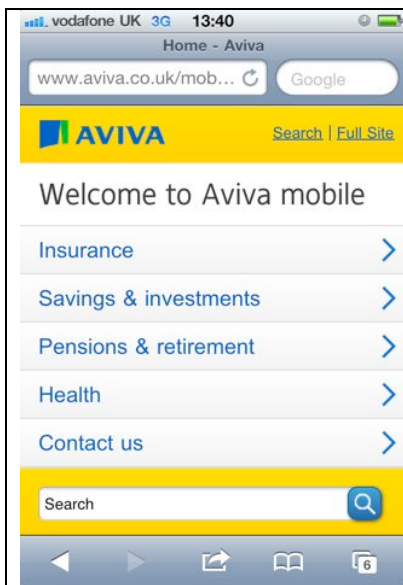 vodafone UK 3G 13:40
Home - Aviva
www.aviva.co.uk/mob... Google
AVIVA Search | Full Site
Welcome to Aviva mobile
Insurance
Savings & investments
Pensions & retirement
Health
Contact us
Search
6